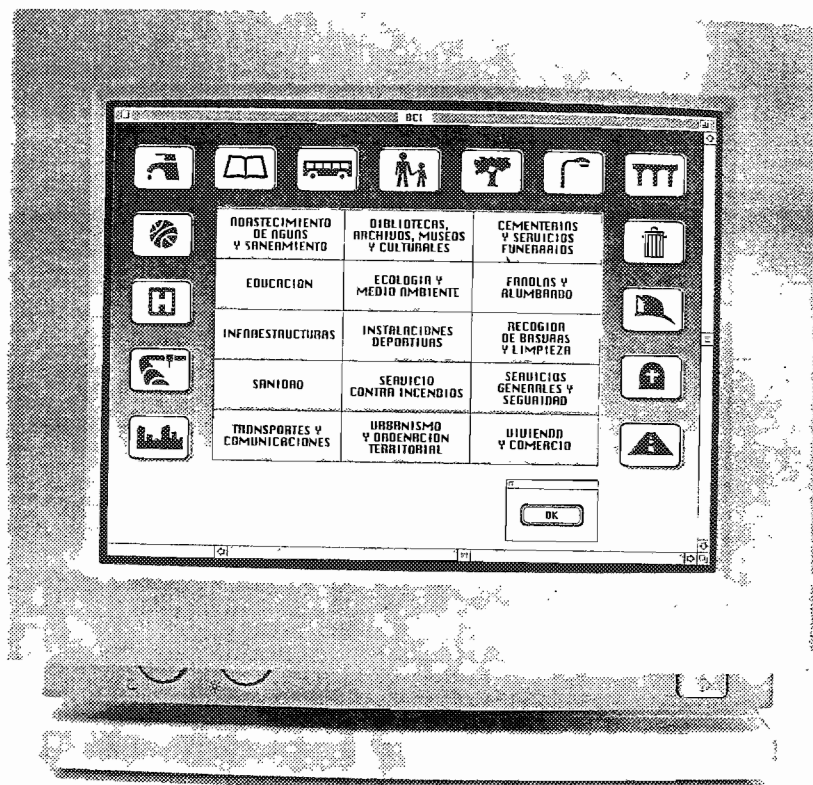 BCI
H
ABASTECIMIENTO
DE AGUAS
Y SANEAMIENTO
BIBLIOTECAS,
ARCHIVOS, MUSEOS
Y CULTURALES
CEMENTERIOS
Y SERVICIOS
FUNERARIOS
EDUCACION
ECOLOGIA Y
MEDIO AMBIENTE
FAROLAS Y
ALUMBRADO
INFRAESTRUCTURAS
INSTALACIONES
DEPORTIVAS
RECOGIDA
DE BASURAS
Y LIMPIEZA
SANIDAD
SERVICIO
CONTRA INCENDIOS
SERVICIOS
GENERALES Y
SEGURIDAD
TRANSPORTES Y
COMUNICACIONES
URBANISMO
Y ORDENACION
TERRITORIAL
VIVIENDA
Y COMERCIO
OK